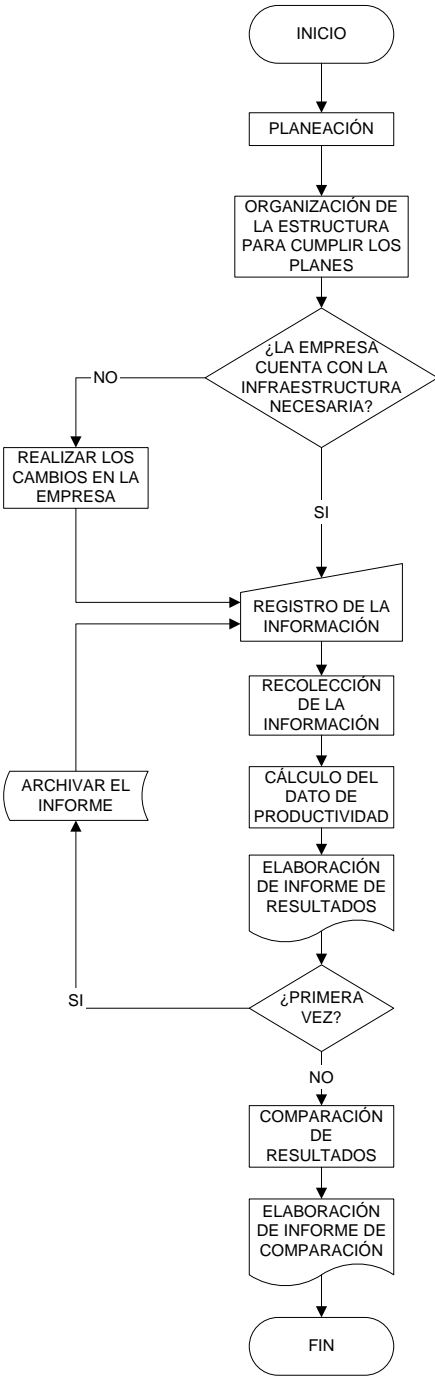 INICIO
PLANEACIÓN
ORGANIZACIÓN DE
LA ESTRUCTURA
PARA CUMPLIR LOS
PLANES
¿LA EMPRESA
CUENTA CON LA
INFRAESTRUCTURA
NECESARIA?
NO
REALIZAR LOS
CAMBIOS EN LA
EMPRESA
SI
REGISTRO DE LA
INFORMACIÓN
RECOLECCIÓN
DE LA
INFORMACIÓN
ARCHIVAR EL
INFORME
CÁLCULO DEL
DATO DE
PRODUCTIVIDAD
ELABORACIÓN
DE INFORME DE
RESULTADOS
¿PRIMERA
VEZ?
SI
NO
COMPARACIÓN
DE
RESULTADOS
ELABORACIÓN
DE INFORME DE
COMPARACIÓN
FIN